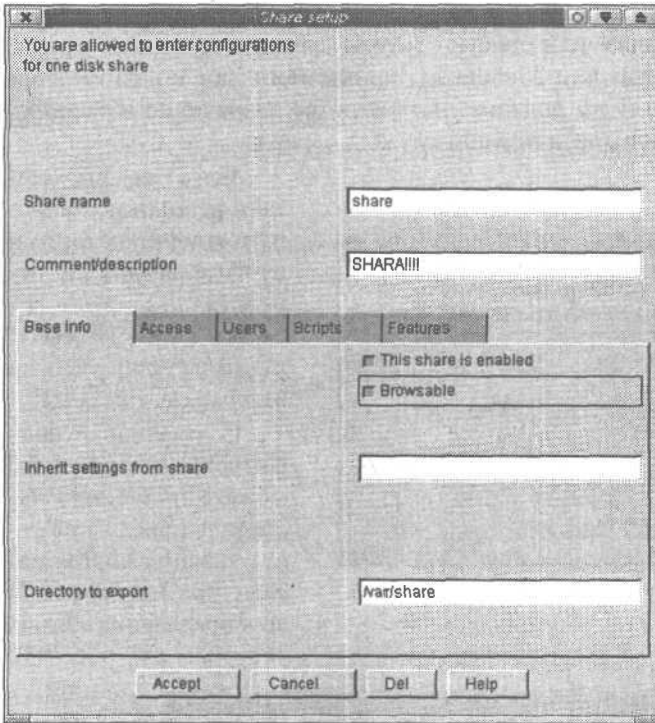 Share setup
You are allowed to enter configurations
for one disk share
Share name
share
Comment/description
SHARA!!!!
Base info
Access
Users
Scripts
Features
This share is enabled
Browsable
Inherit settings from share
Directory to export
/var/share
Accept
Cancel
Del
Help